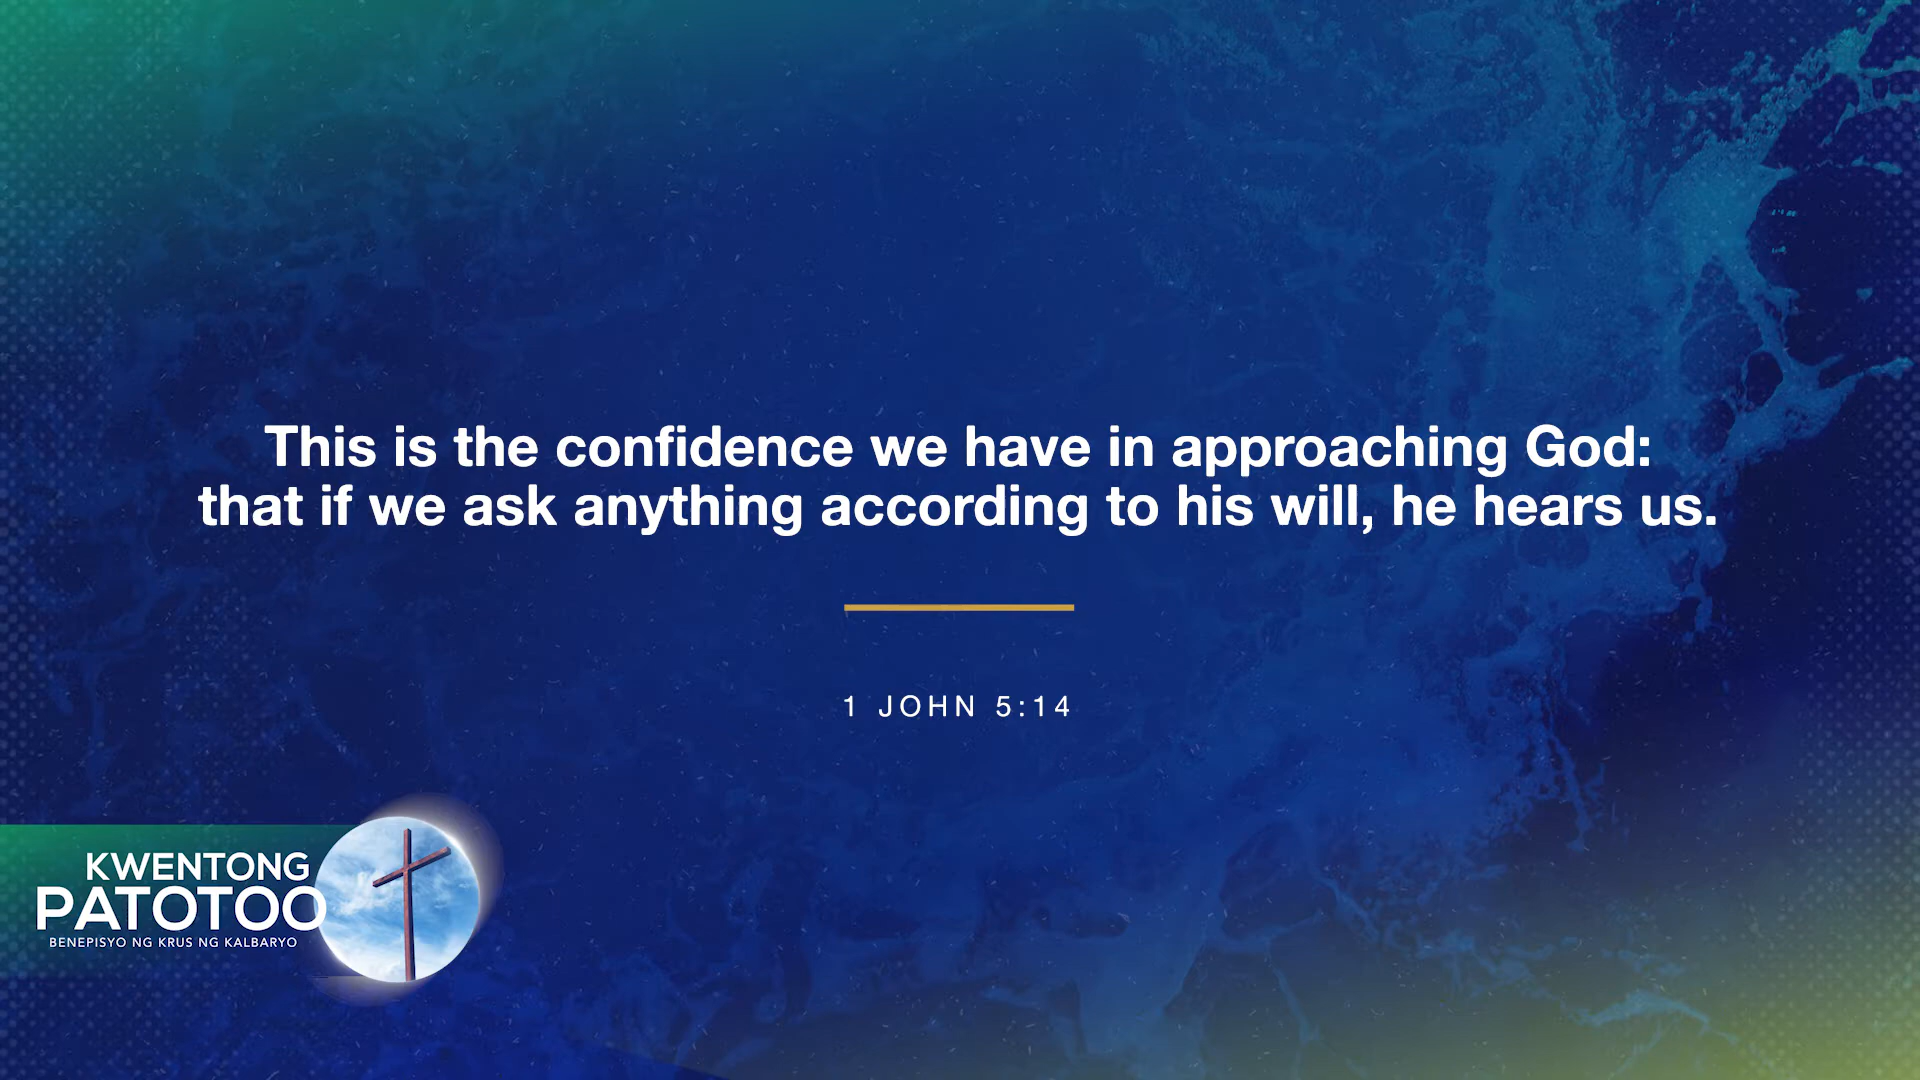 This is the confidence we have in approaching God:
that if we ask anything according to his will, he hears us.
1 JOHN 5:14
KWENTONG
PATOTOO
BENEPISYO NG KRUS NG KALBARYO